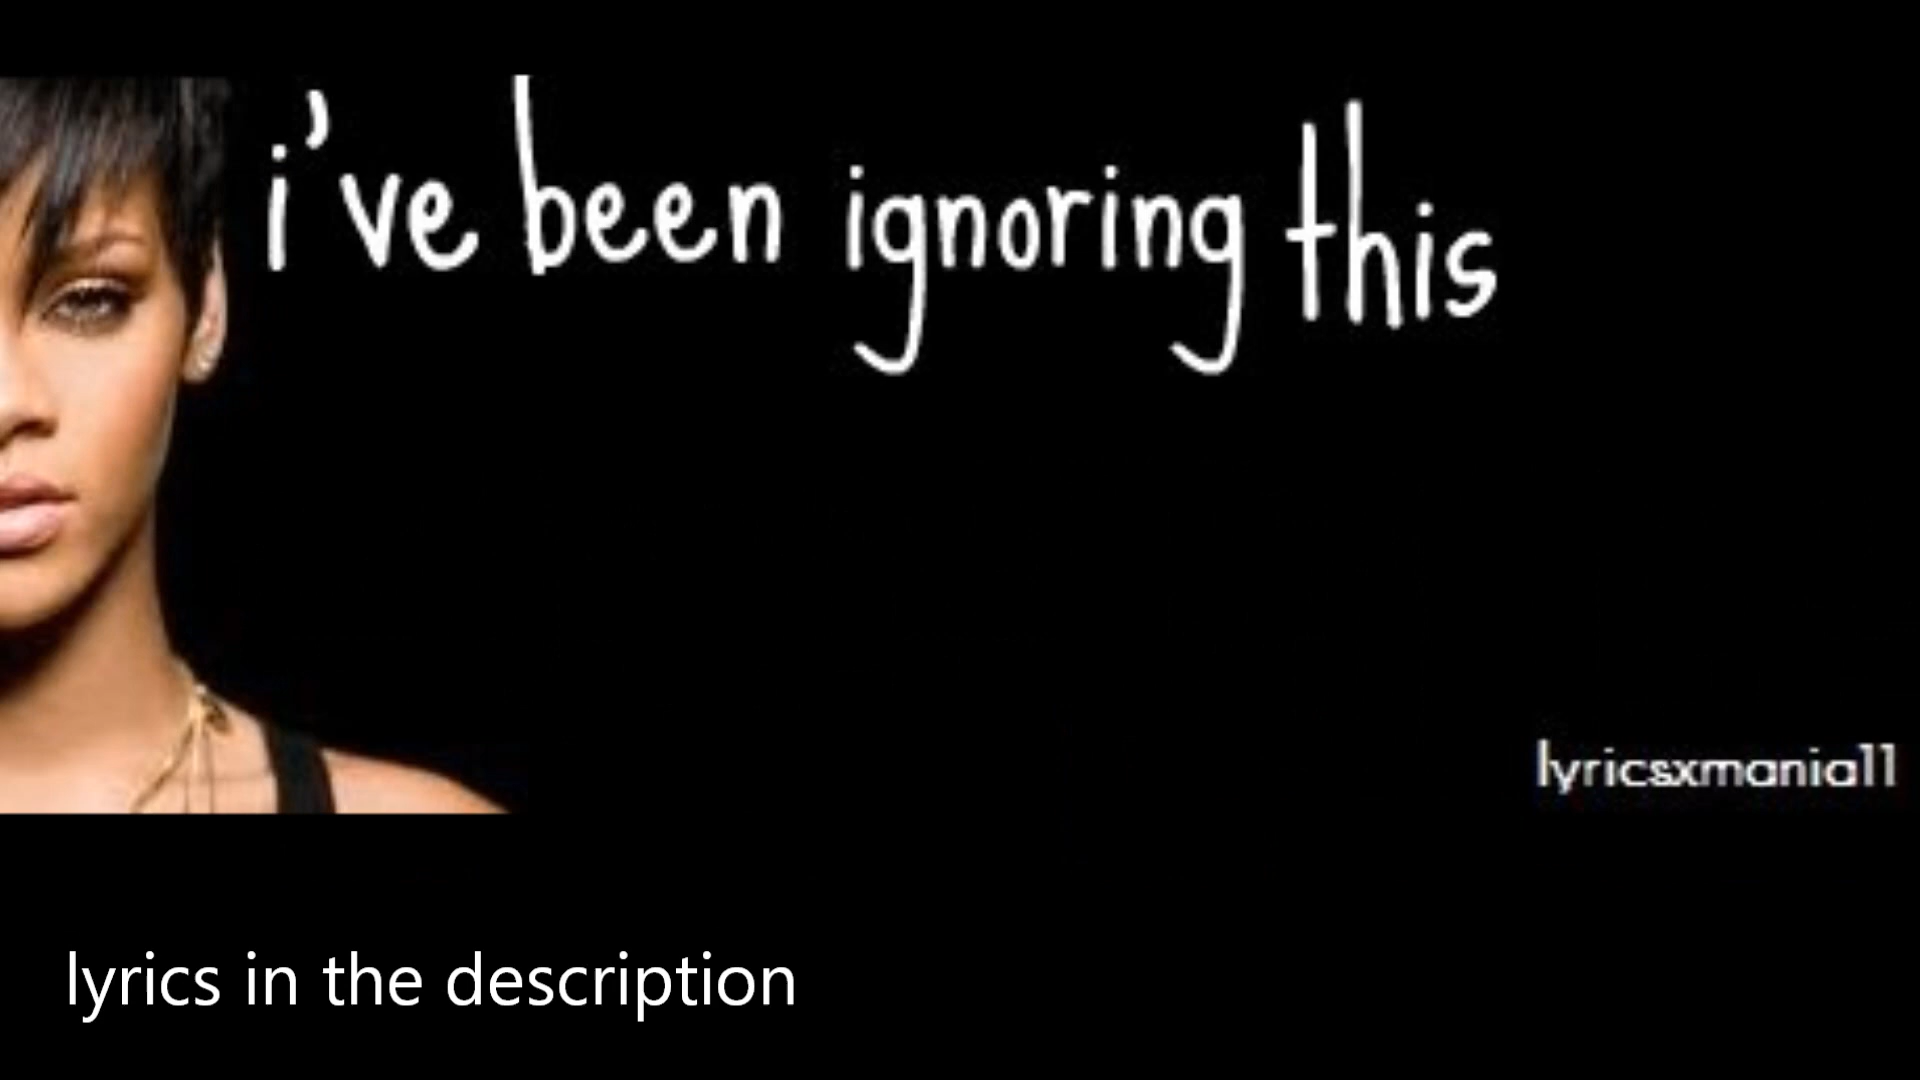 i've been ignoring this
lyricsxmania11
lyrics in the description